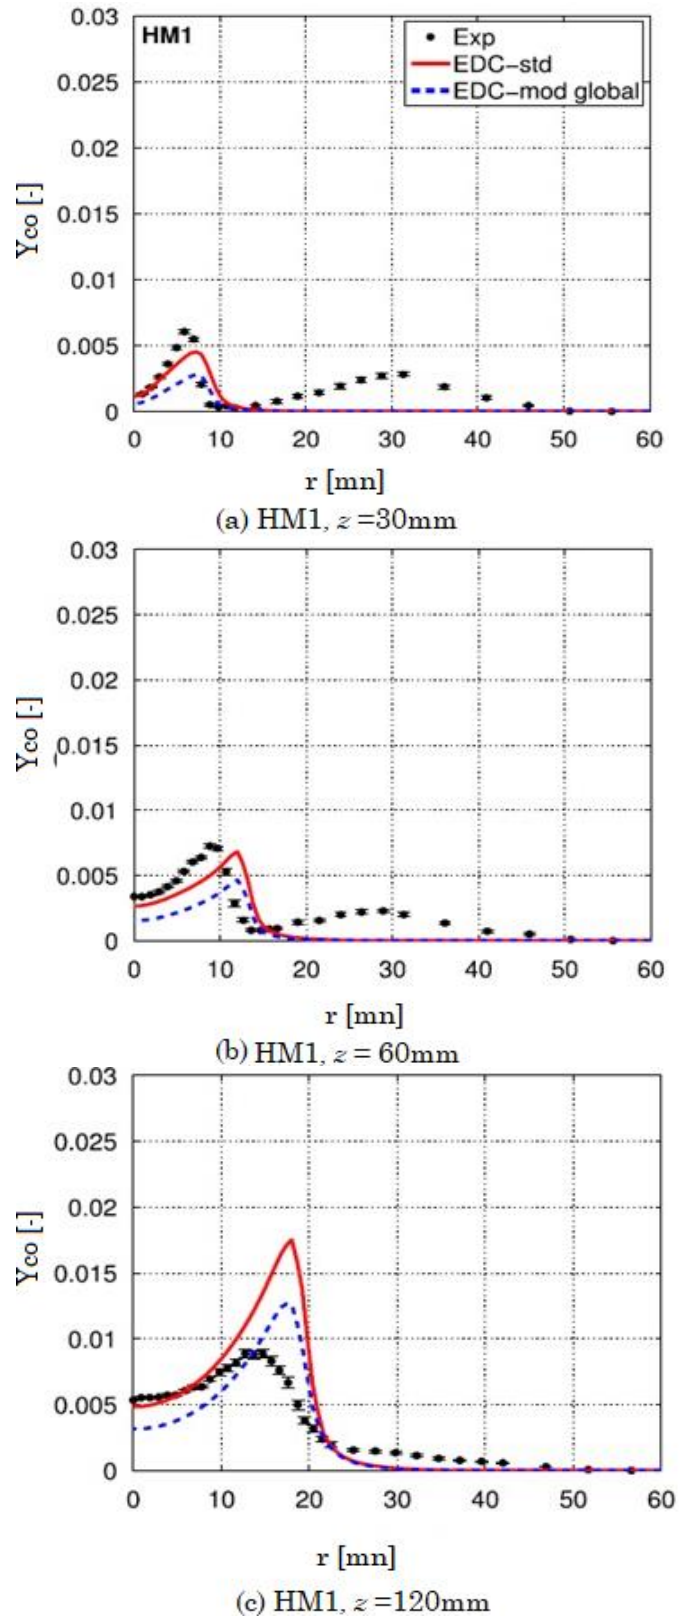 0.03
HM1
Exp
EDC-std
EDC-mod global
0.025
0.02
0.015
0.01
0.005
0
Yco [-]
0 10 20 30 40 50 60
r [mn]
(a) HM1, z =30mm
0.03
0.025
0.02
0.015
0.01
0.005
0
Yco [-]
0 10 20 30 40 50 60
r [mn]
(b) HM1, z = 60mm
0.03
0.025
0.02
0.015
0.01
0.005
0
Yco [-]
0 10 20 30 40 50 60
r [mn]
(c) HM1, z =120mm